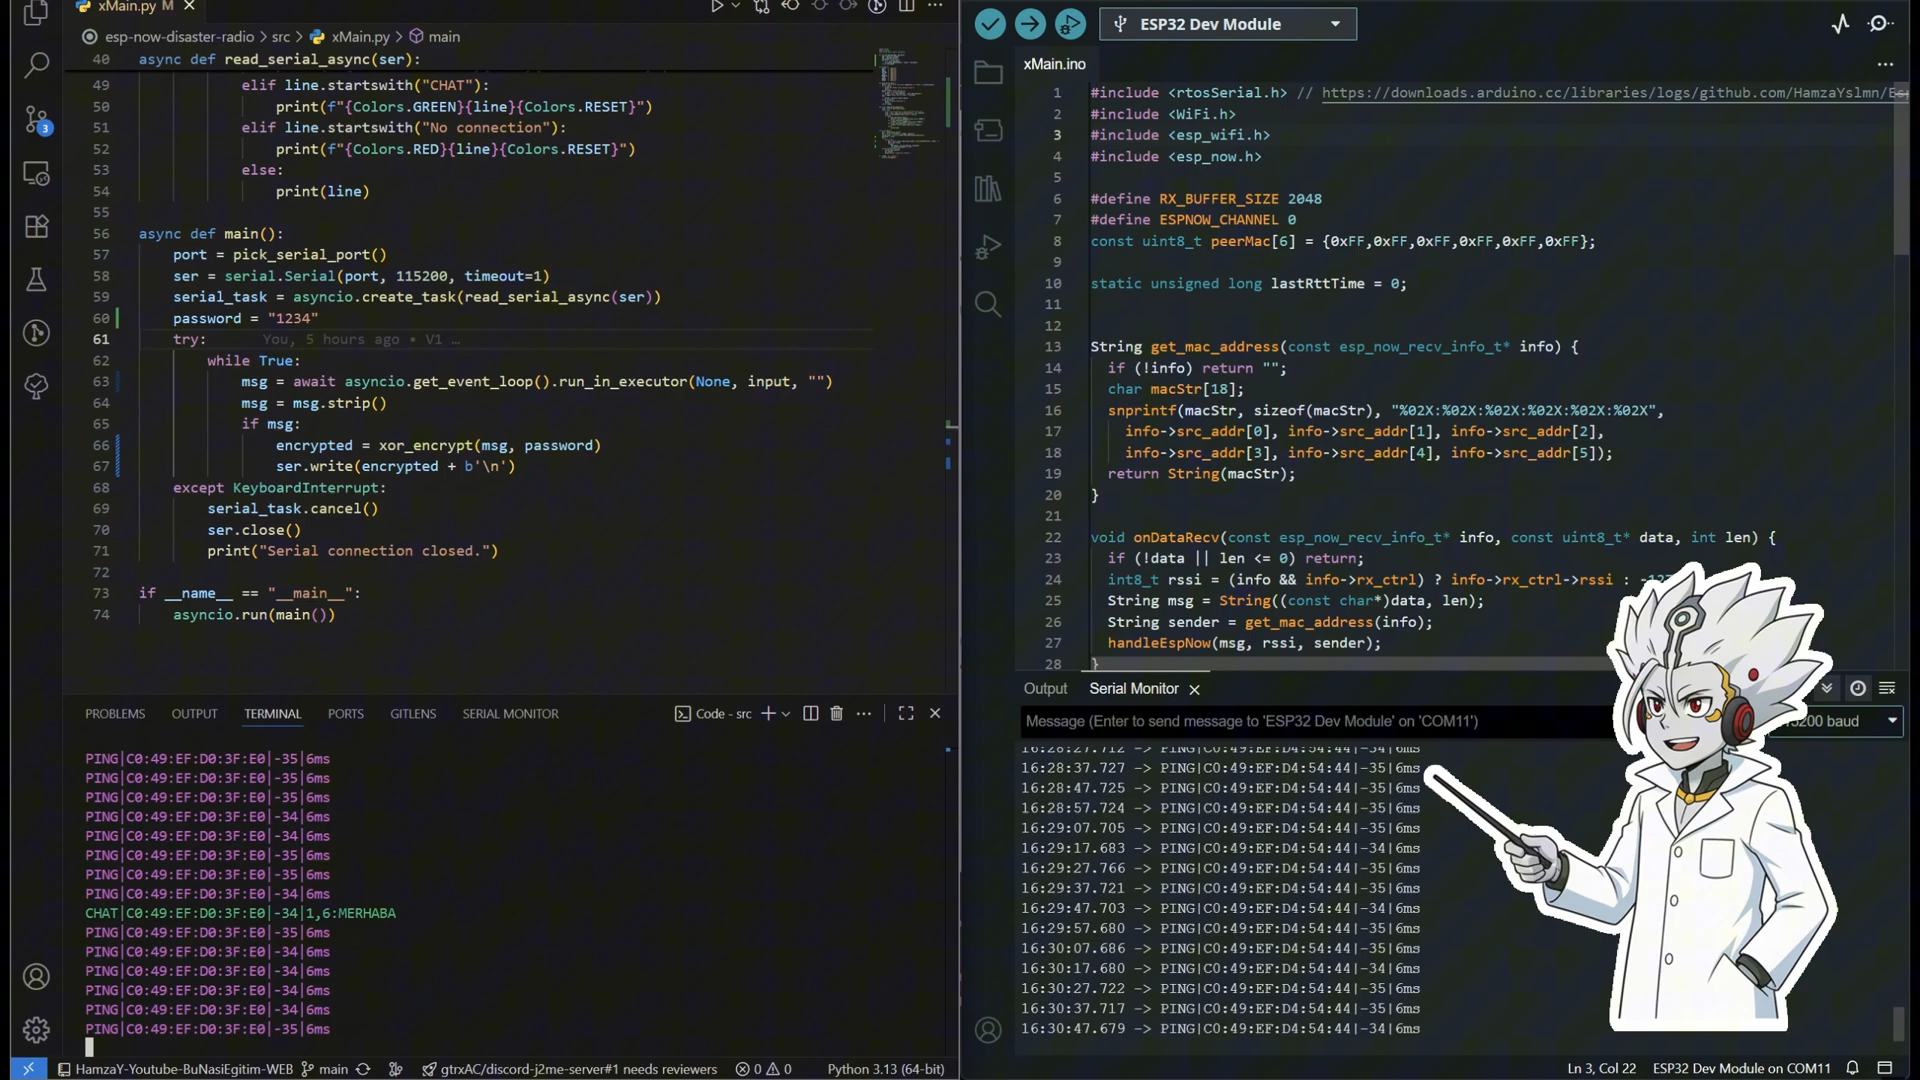 xMain.py M
esp-now-disaster-radio > src > xMain.py > main
40 async def read_serial_async(ser):
49 elif line.startswith("CHAT"):
50 print(f"{Colors.GREEN}{line}{Colors.RESET}")
51 elif line.startswith("No connection"):
52 print(f"{Colors.RED}{line}{Colors.RESET}")
53 else:
54 print(line)
55
56 async def main():
57 port = pick_serial_port()
58 ser = serial.Serial(port, 115200, timeout=1)
59 serial_task = asyncio.create_task(read_serial_async(ser))
60 password = "1234"
61 try: You, 5 hours ago • V1 …
62 while True:
63 msg = await asyncio.get_event_loop().run_in_executor(None, input, "")
64 msg = msg.strip()
65 if msg:
66 encrypted = xor_encrypt(msg, password)
67 ser.write(encrypted + b'\n')
68 except KeyboardInterrupt:
69 serial_task.cancel()
70 ser.close()
71 print("Serial connection closed.")
72
73 if __name__ == "__main__":
74 asyncio.run(main())
3
PROBLEMS OUTPUT TERMINAL PORTS GITLENS SERIAL MONITOR Code - src
PING|C0:49:EF:D0:3F:E0|-35|6ms
PING|C0:49:EF:D0:3F:E0|-35|6ms
PING|C0:49:EF:D0:3F:E0|-35|6ms
PING|C0:49:EF:D0:3F:E0|-34|6ms
PING|C0:49:EF:D0:3F:E0|-34|6ms
PING|C0:49:EF:D0:3F:E0|-35|6ms
PING|C0:49:EF:D0:3F:E0|-35|6ms
PING|C0:49:EF:D0:3F:E0|-34|6ms
CHAT|C0:49:EF:D0:3F:E0|-34|1,6:MERHABA
PING|C0:49:EF:D0:3F:E0|-35|6ms
PING|C0:49:EF:D0:3F:E0|-34|6ms
PING|C0:49:EF:D0:3F:E0|-34|6ms
PING|C0:49:EF:D0:3F:E0|-34|6ms
PING|C0:49:EF:D0:3F:E0|-34|6ms
PING|C0:49:EF:D0:3F:E0|-35|6ms
HamzaY-Youtube-BuNasiEgitim-WEB main gtrxAC/discord-j2me-server#1 needs reviewers 0 0 Python 3.13 (64-bit)
ESP32 Dev Module
xMain.ino
1 #include <rtosSerial.h> // https://downloads.arduino.cc/libraries/logs/github.com/HamzaYslmn/Es
2 #include <WiFi.h>
3 #include <esp_wifi.h>
4 #include <esp_now.h>
5
6 #define RX_BUFFER_SIZE 2048
7 #define ESPNOW_CHANNEL 0
8 const uint8_t peerMac[6] = {0xFF,0xFF,0xFF,0xFF,0xFF,0xFF};
9
10 static unsigned long lastRttTime = 0;
11
12
13 String get_mac_address(const esp_now_recv_info_t* info) {
14 if (!info) return "";
15 char macStr[18];
16 snprintf(macStr, sizeof(macStr), "%02X:%02X:%02X:%02X:%02X:%02X",
17 info->src_addr[0], info->src_addr[1], info->src_addr[2],
18 info->src_addr[3], info->src_addr[4], info->src_addr[5]);
19 return String(macStr);
20 }
21
22 void onDataRecv(const esp_now_recv_info_t* info, const uint8_t* data, int len) {
23 if (!data || len <= 0) return;
24 int8_t rssi = (info && info->rx_ctrl) ? info->rx_ctrl->rssi :
25 String msg = String((const char*)data, len);
26 String sender = get_mac_address(info);
27 handleEspNow(msg, rssi, sender);
28 }
Output Serial Monitor
Message (Enter to send message to 'ESP32 Dev Module' on 'COM11') baud
16:28:27.712 -> PING|C0:49:EF:D4:54:44|-34|6ms
16:28:37.727 -> PING|C0:49:EF:D4:54:44|-35|6ms
16:28:47.725 -> PING|C0:49:EF:D4:54:44|-35|6ms
16:28:57.724 -> PING|C0:49:EF:D4:54:44|-35|6ms
16:29:07.705 -> PING|C0:49:EF:D4:54:44|-35|6ms
16:29:17.683 -> PING|C0:49:EF:D4:54:44|-34|6ms
16:29:27.766 -> PING|C0:49:EF:D4:54:44|-35|6ms
16:29:37.721 -> PING|C0:49:EF:D4:54:44|-35|6ms
16:29:47.703 -> PING|C0:49:EF:D4:54:44|-34|6ms
16:29:57.680 -> PING|C0:49:EF:D4:54:44|-35|6ms
16:30:07.686 -> PING|C0:49:EF:D4:54:44|-35|6ms
16:30:17.680 -> PING|C0:49:EF:D4:54:44|-34|6ms
16:30:27.722 -> PING|C0:49:EF:D4:54:44|-35|6ms
16:30:37.717 -> PING|C0:49:EF:D4:54:44|-35|6ms
16:30:47.679 -> PING|C0:49:EF:D4:54:44|-34|6ms
Ln 3, Col 22 ESP32 Dev Module on COM11